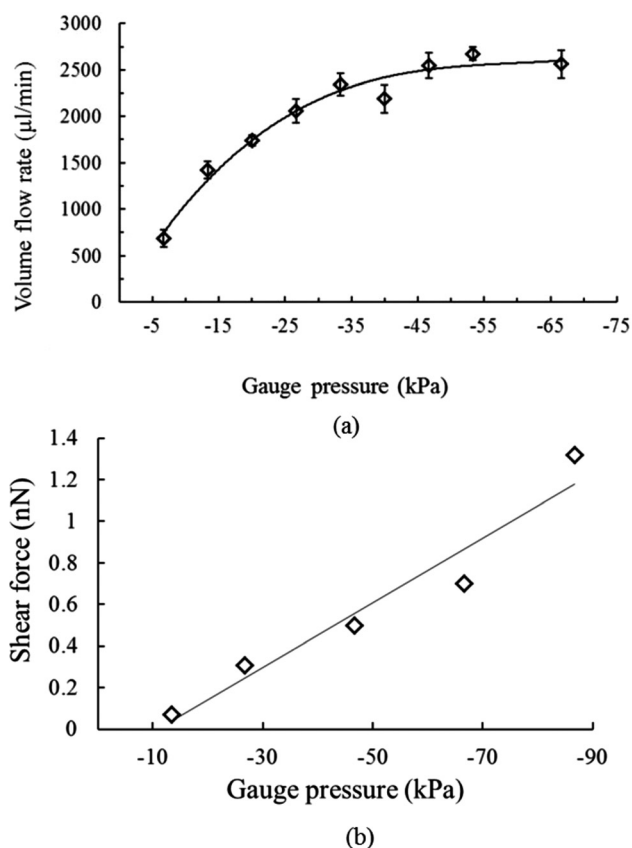 3000
2500
2000
1500
1000
500
0
Volume flow rate (µl/min)
-5 -15 -25 -35 -45 -55 -65 -75
Gauge pressure (kPa)
(a)
1.4
1.2
1
0.8
0.6
0.4
0.2
0
Shear force (nN)
-10 -30 -50 -70 -90
Gauge pressure (kPa)
(b)